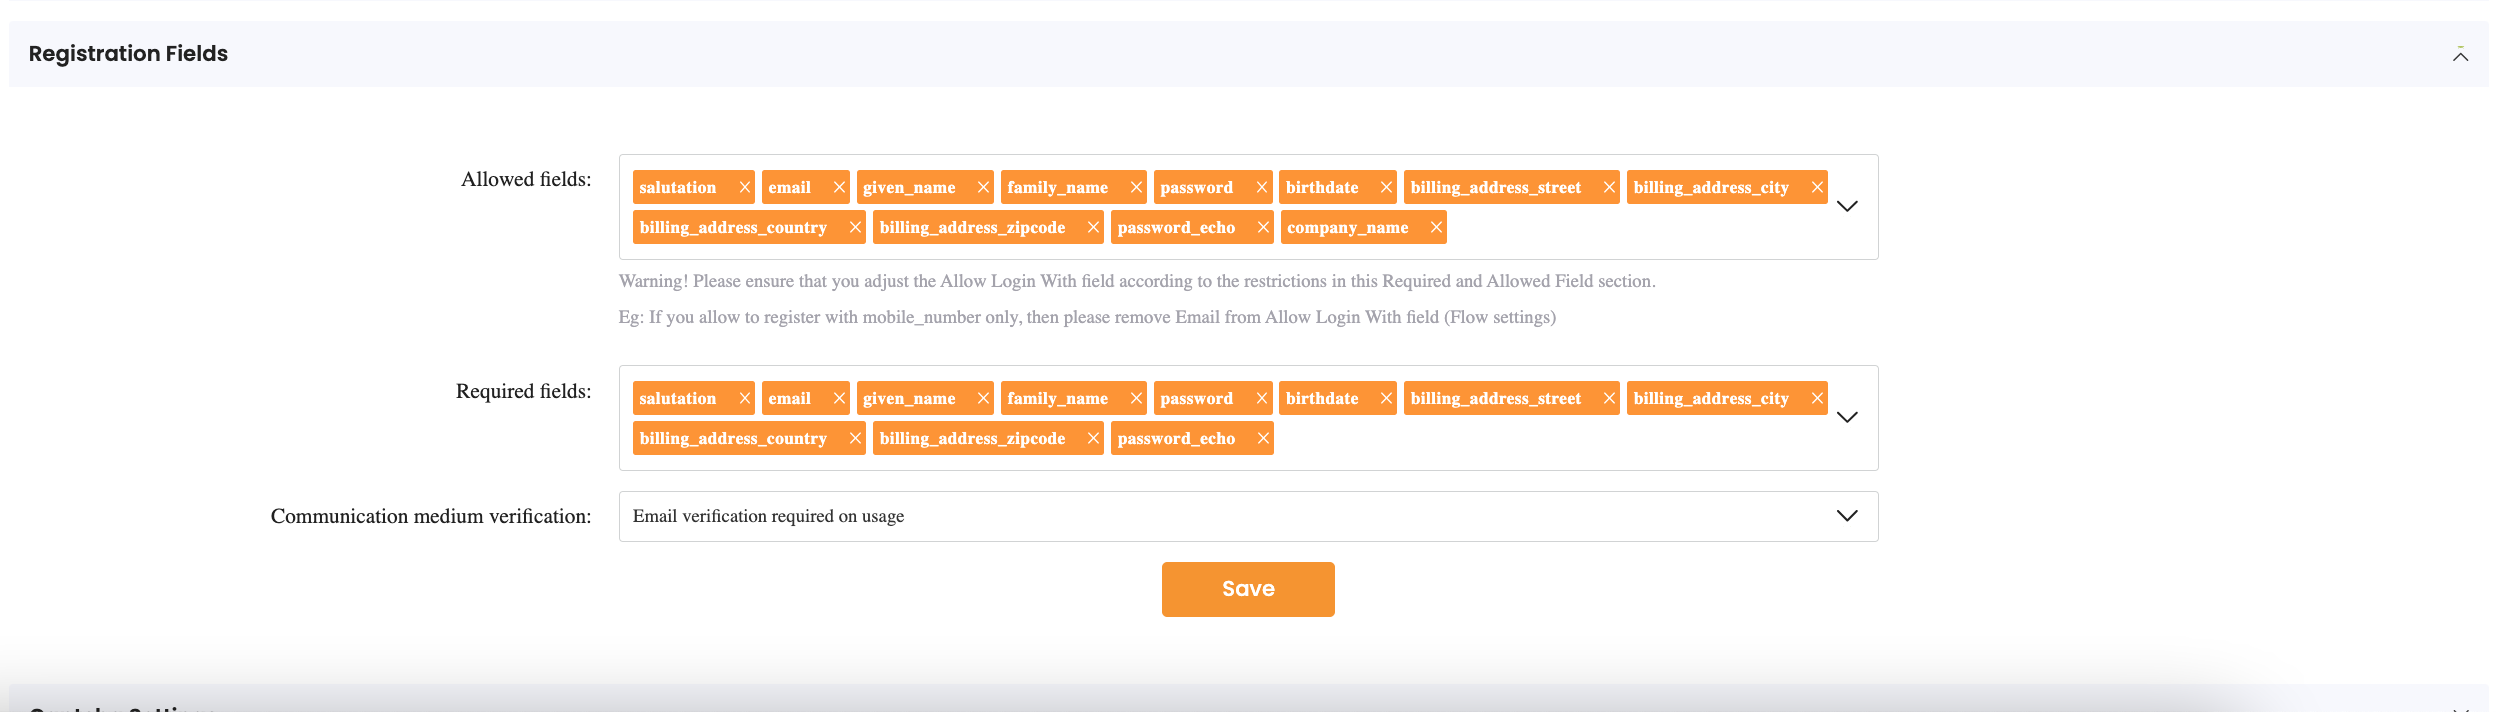 Registration Fields
Allowed fields:
salutation email given_name family_name password birthdate billing_address_street billing_address_city
billing_address_country billing_address_zipcode password_echo company_name
Warning! Please ensure that you adjust the Allow Login With field according to the restrictions in this Required and Allowed Field section.
Eg: If you allow to register with mobile_number only, then please remove Email from Allow Login With field (Flow settings)
Required fields:
salutation email given_name family_name password birthdate billing_address_street billing_address_city
billing_address_country billing_address_zipcode password_echo
Communication medium verification:
Email verification required on usage
Save